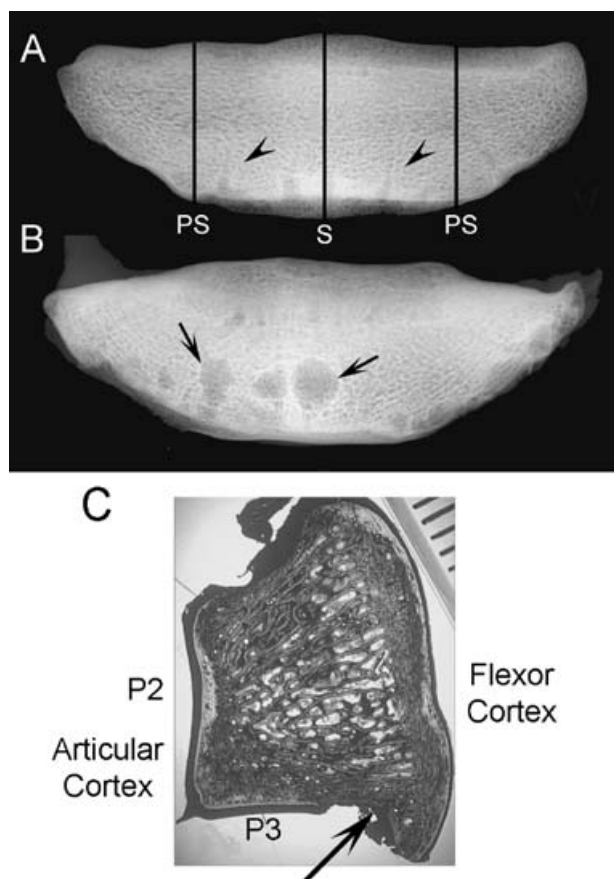 A
PS S PS
B
C
P2
Articular
Cortex
Flexor
Cortex
P3